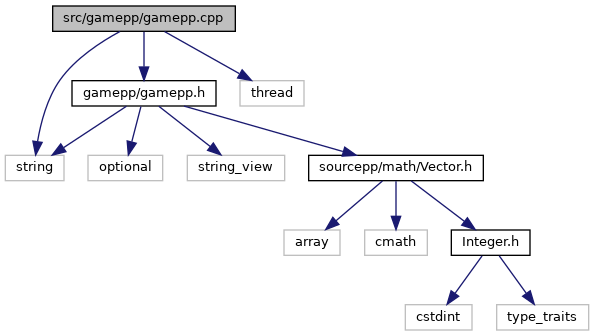 src/gamepp/gamepp.cpp
gamepp/gamepp.h
thread
string
optional
string_view
sourcepp/math/Vector.h
array
cmath
Integer.h
cstdint
type_traits